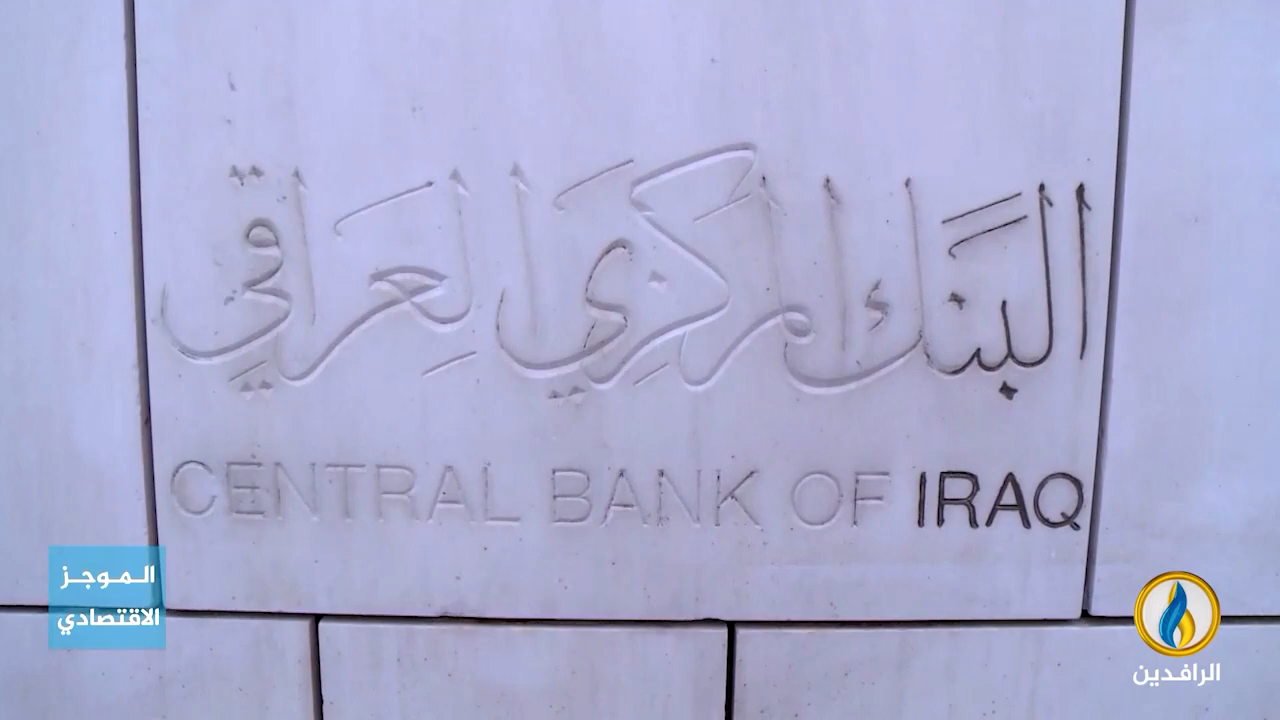 البنك المركزي العراقي
CENTRAL BANK OF IRAQ
الموجز
الاقتصادي
الرافدين